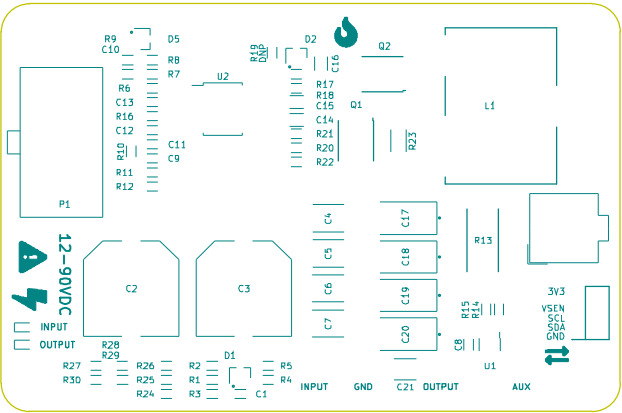 R9
D5
C10
R8
R7
R6
C13
R16
C12
R10
C11
C9
R11
R12
P1
U2
R19
DNP
D2
C16
R17
R18
C15
C14
R21
R20
R22
Q2
Q1
R23
L1
12-90VDC
INPUT
OUTPUT
C2
C3
C4
C5
C6
C7
C17
C18
C19
C20
R13
R15
R14
C8
U1
3V3
VSEN
SCL
SDA
GND
R28
R29
R27
R26
R30
R25
R24
R2
R1
R3
D1
R5
R4
C1
C21
INPUT GND OUTPUT AUX